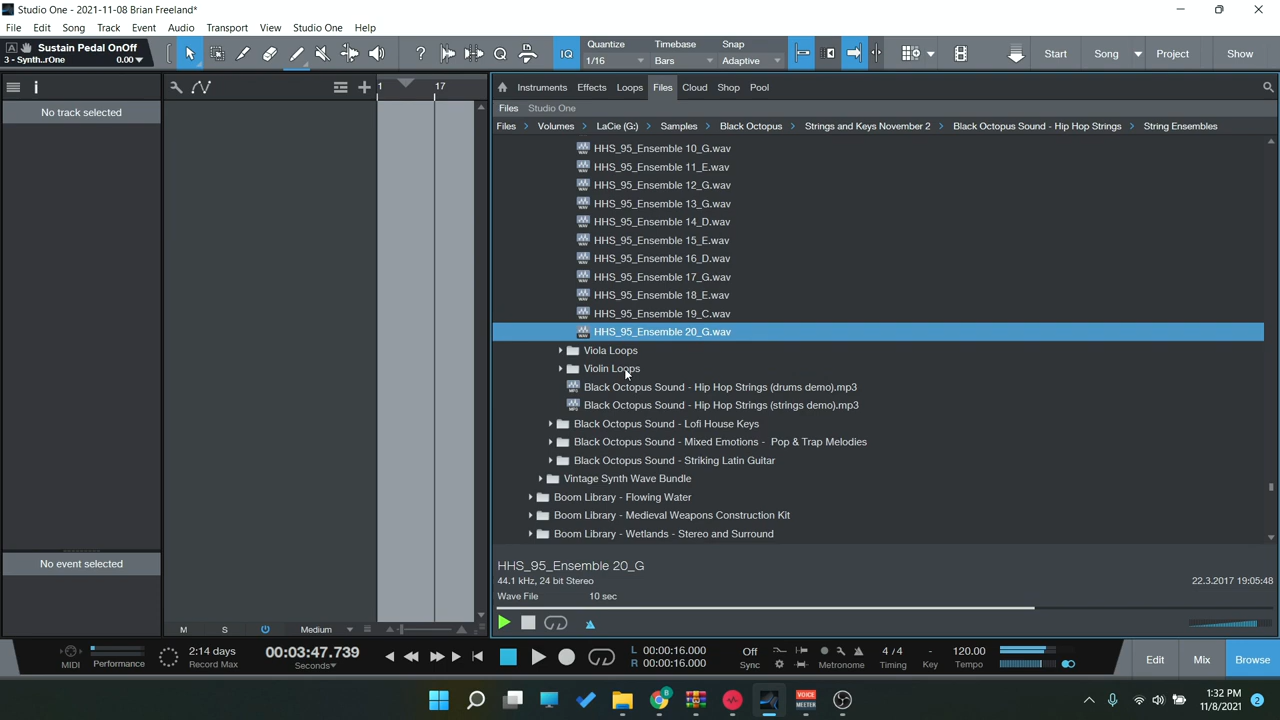 Studio One - 2021-11-08 Brian Freeland*
File Edit Song Track Event Audio Transport View Studio One Help
A Sustain Pedal OnOff
3 - Synth..rOne 0.00
? Q IQ
Quantize Timebase Snap
1/16 Bars Adaptive
Start Song Project Show
i
1 17
Instruments Effects Loops Files Cloud Shop Pool
No track selected
Files Studio One
Files Volumes LaCie (G:) Samples Black Octopus Strings and Keys November 2 Black Octopus Sound - Hip Hop Strings String Ensembles
HHS_95_Ensemble 10_G.wav
HHS_95_Ensemble 11_E.wav
HHS_95_Ensemble 12_G.wav
HHS_95_Ensemble 13_G.wav
HHS_95_Ensemble 14_D.wav
HHS_95_Ensemble 15_E.wav
HHS_95_Ensemble 16_D.wav
HHS_95_Ensemble 17_G.wav
HHS_95_Ensemble 18_E.wav
HHS_95_Ensemble 19_C.wav
HHS_95_Ensemble 20_G.wav
Viola Loops
Violin Loops
Black Octopus Sound - Hip Hop Strings (drums demo).mp3
Black Octopus Sound - Hip Hop Strings (strings demo).mp3
Black Octopus Sound - Lofi House Keys
Black Octopus Sound - Mixed Emotions - Pop & Trap Melodies
Black Octopus Sound - Striking Latin Guitar
Vintage Synth Wave Bundle
Boom Library - Flowing Water
Boom Library - Medieval Weapons Construction Kit
Boom Library - Wetlands - Stereo and Surround
No event selected
HHS_95_Ensemble 20_G
44.1 kHz, 24 bit Stereo 22.3.2017 19:05:48
Wave File 10 sec
M S Medium
MIDI Performance
2:14 days
Record Max
00:03:47.739
Seconds
L 00:00:16.000
R 00:00:16.000
Off
Sync
Metronome
4 / 4
Timing
-
Key
120.00
Tempo
Edit Mix Browse
VOICE MEETER
1:32 PM
11/8/2021
2